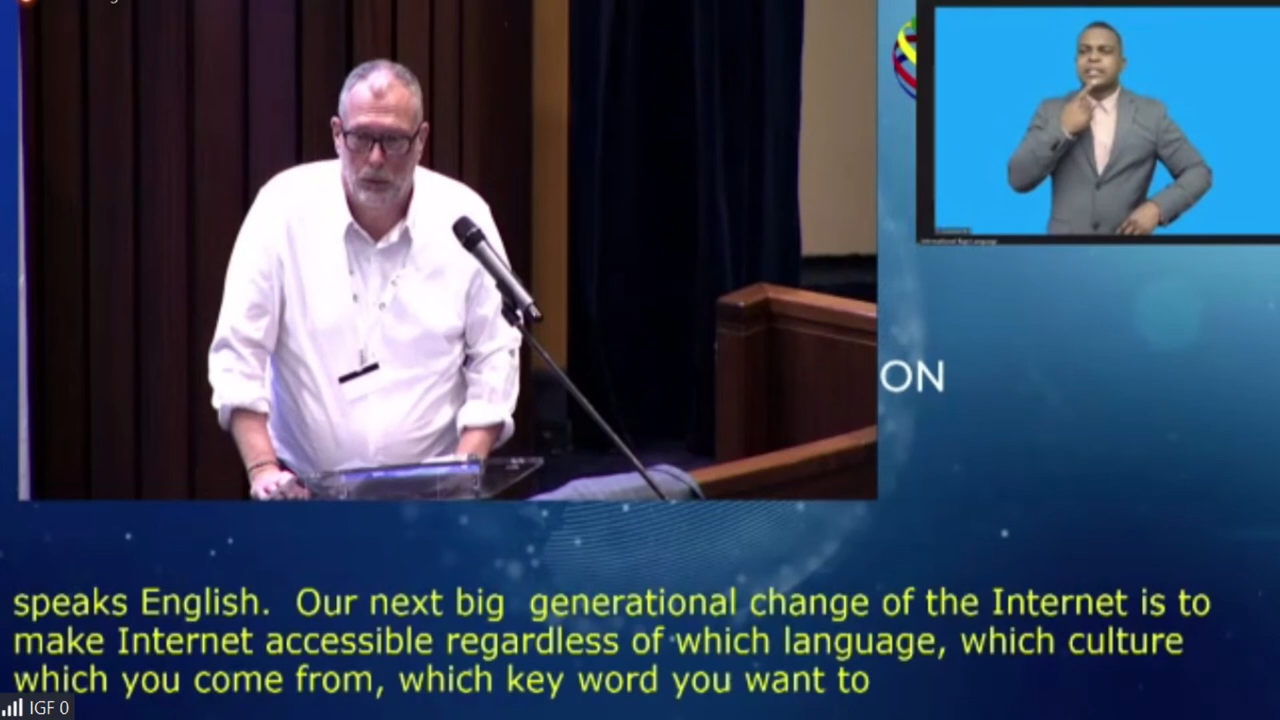 ON
speaks English.  Our next big  generational change of the Internet is to
make Internet accessible regardless of which language, which culture
which you come from, which key word you want to
IGF 0